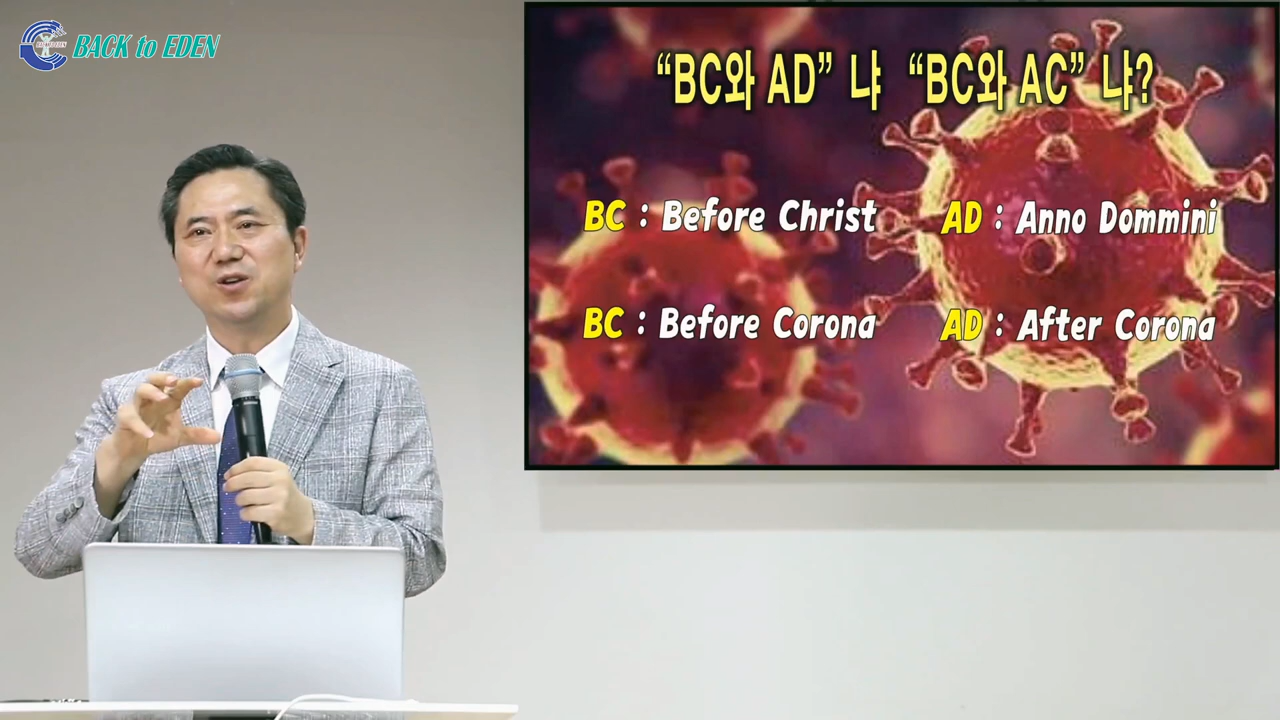 BACK to EDEN
“BC와 AD” 냐 “BC와 AC” 냐?
BC : Before Christ AD : Anno Dommini
BC : Before Corona AD : After Corona